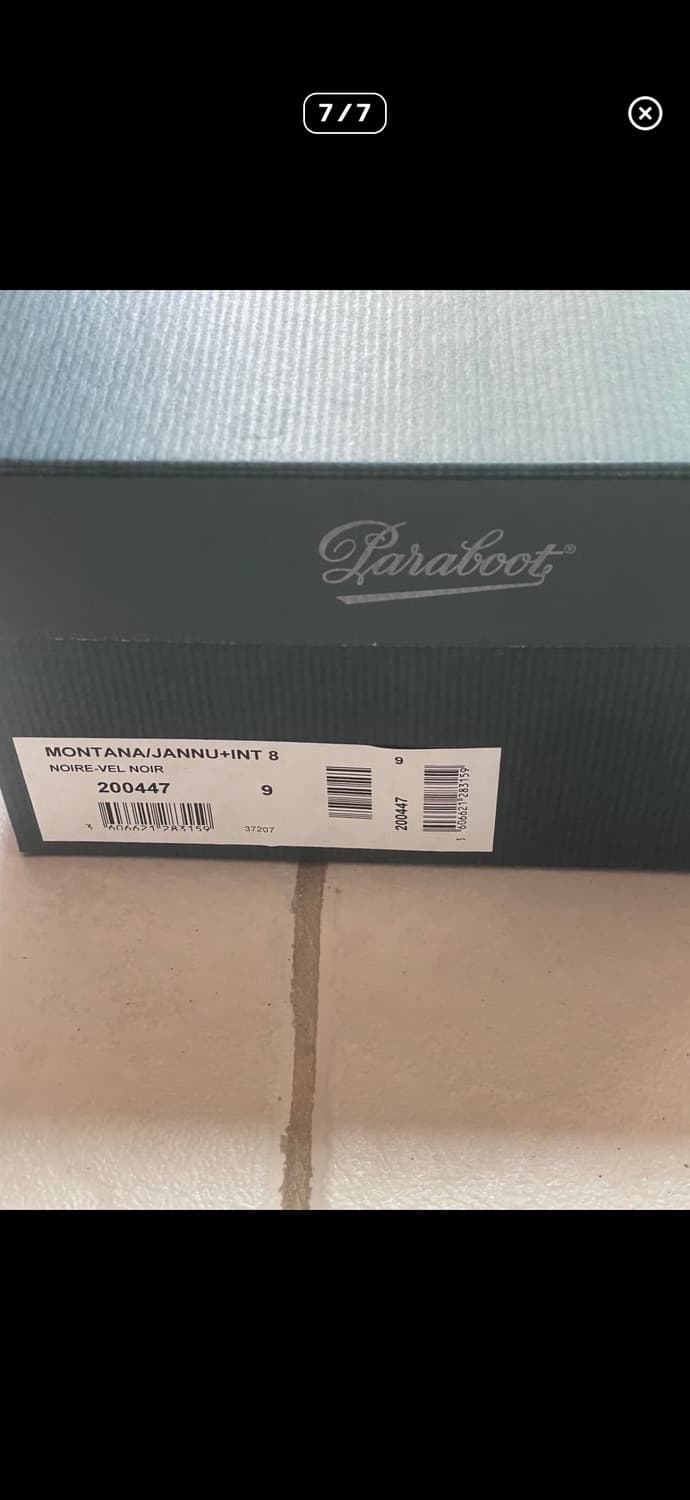 7/7
Paraboot®
MONTANA/JANNU+INT 8
NOIRE-VEL NOIR
200447 9
3 606621 283159 37207
9
200447
3 606621 283159